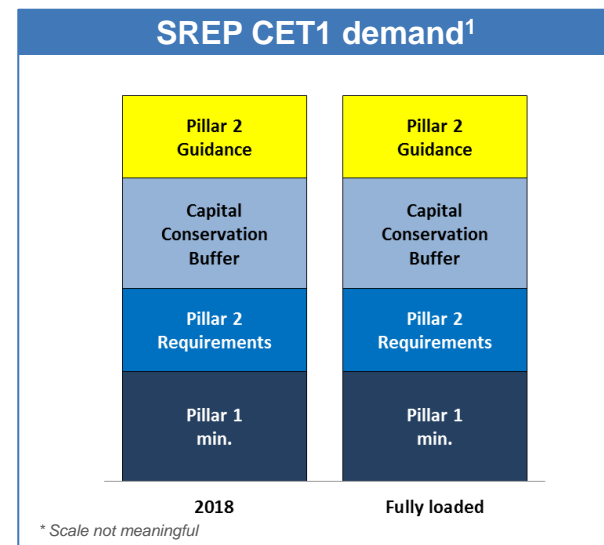 SREP CET1 demand¹
Pillar 2
Guidance
Pillar 2
Guidance
Capital
Conservation
Buffer
Capital
Conservation
Buffer
Pillar 2
Requirements
Pillar 2
Requirements
Pillar 1
min.
Pillar 1
min.
2018
Fully loaded
* Scale not meaningful